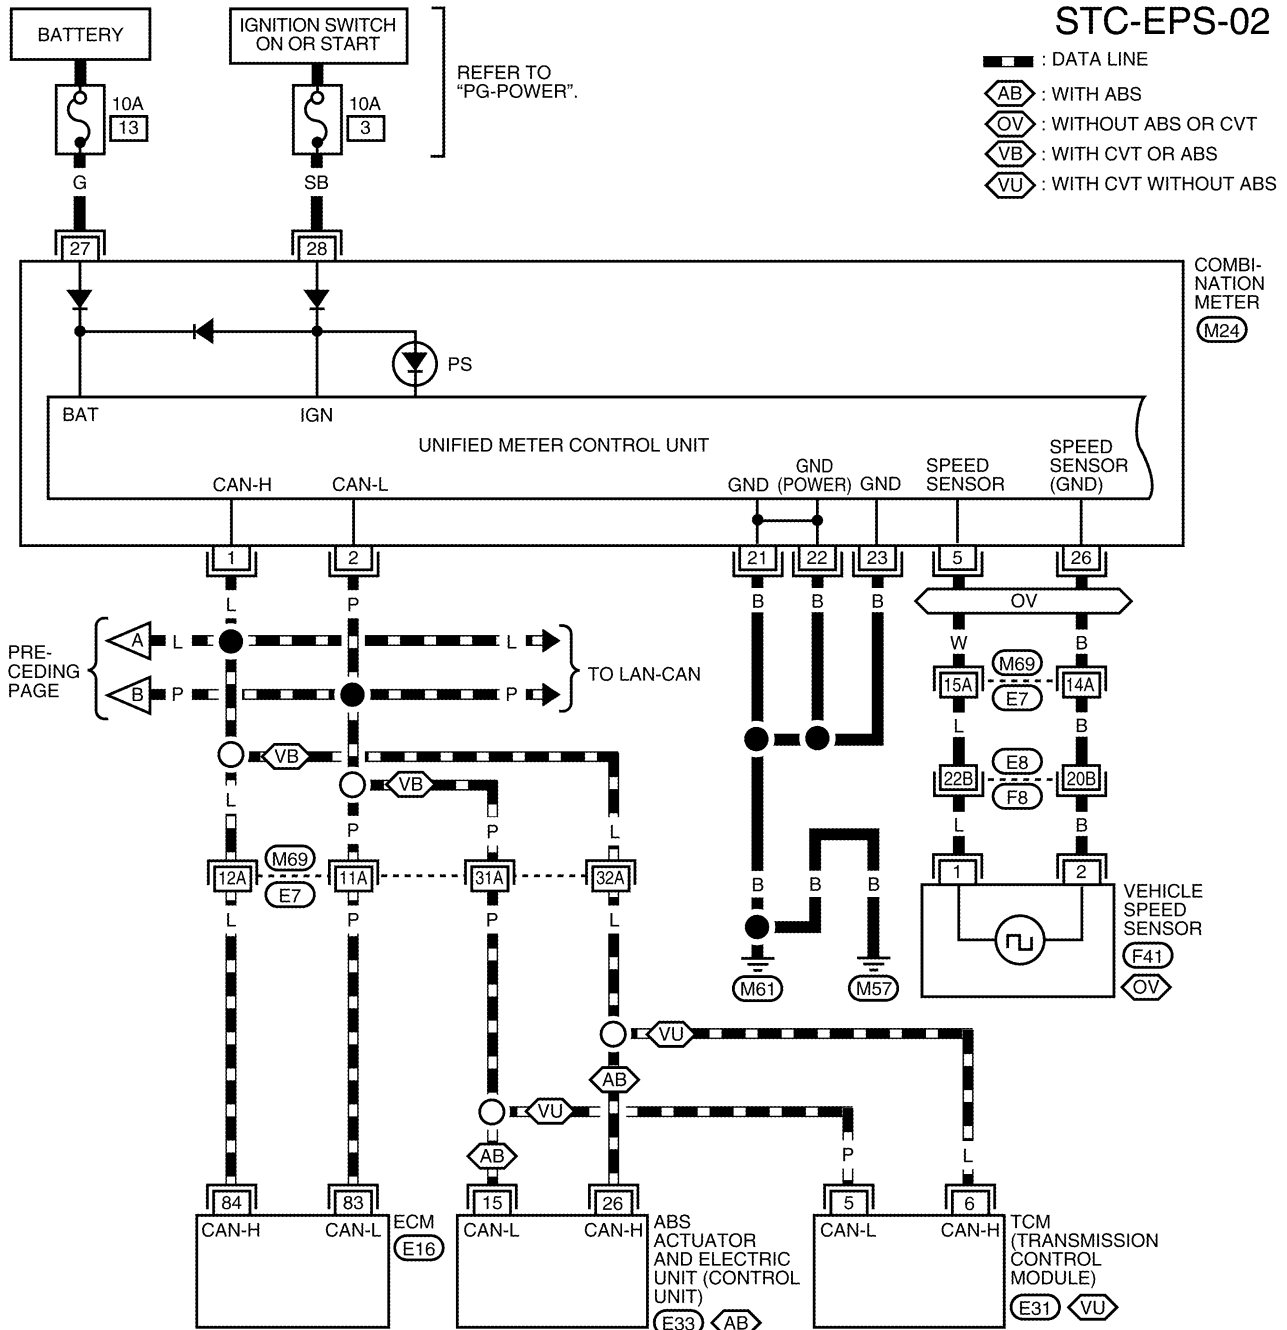 STC-EPS-02
BATTERY
IGNITION SWITCH
ON OR START
REFER TO
“PG-POWER”.
: DATA LINE
AB : WITH ABS
OV : WITHOUT ABS OR CVT
VB : WITH CVT OR ABS
VU : WITH CVT WITHOUT ABS
10A
13
10A
3
G
SB
27
28
COMBI-
NATION
METER
M24
PS
BAT
IGN
UNIFIED METER CONTROL UNIT
CAN-H
CAN-L
GND
GND
(POWER)
GND
SPEED
SENSOR
SPEED
SENSOR
(GND)
1
2
21
22
23
5
26
L
P
B
B
B
OV
PRE-
CEDING
PAGE
A
L
L
B
P
P
TO LAN-CAN
W
B
15A
M69
E7
14A
L
B
VB
VB
22B
E8
F8
20B
L
P
P
L
L
B
12A
M69
E7
11A
31A
32A
L
P
P
L
B
B
B
1
2
VEHICLE
SPEED
SENSOR
F41
OV
M61
M57
VU
AB
VU
AB
P
L
84
83
15
26
5
6
CAN-H
CAN-L
ECM
E16
CAN-L
CAN-H
ABS
ACTUATOR
AND ELECTRIC
UNIT (CONTROL
UNIT)
E33
AB
CAN-L
CAN-H
TCM
(TRANSMISSION
CONTROL
MODULE)
E31
VU